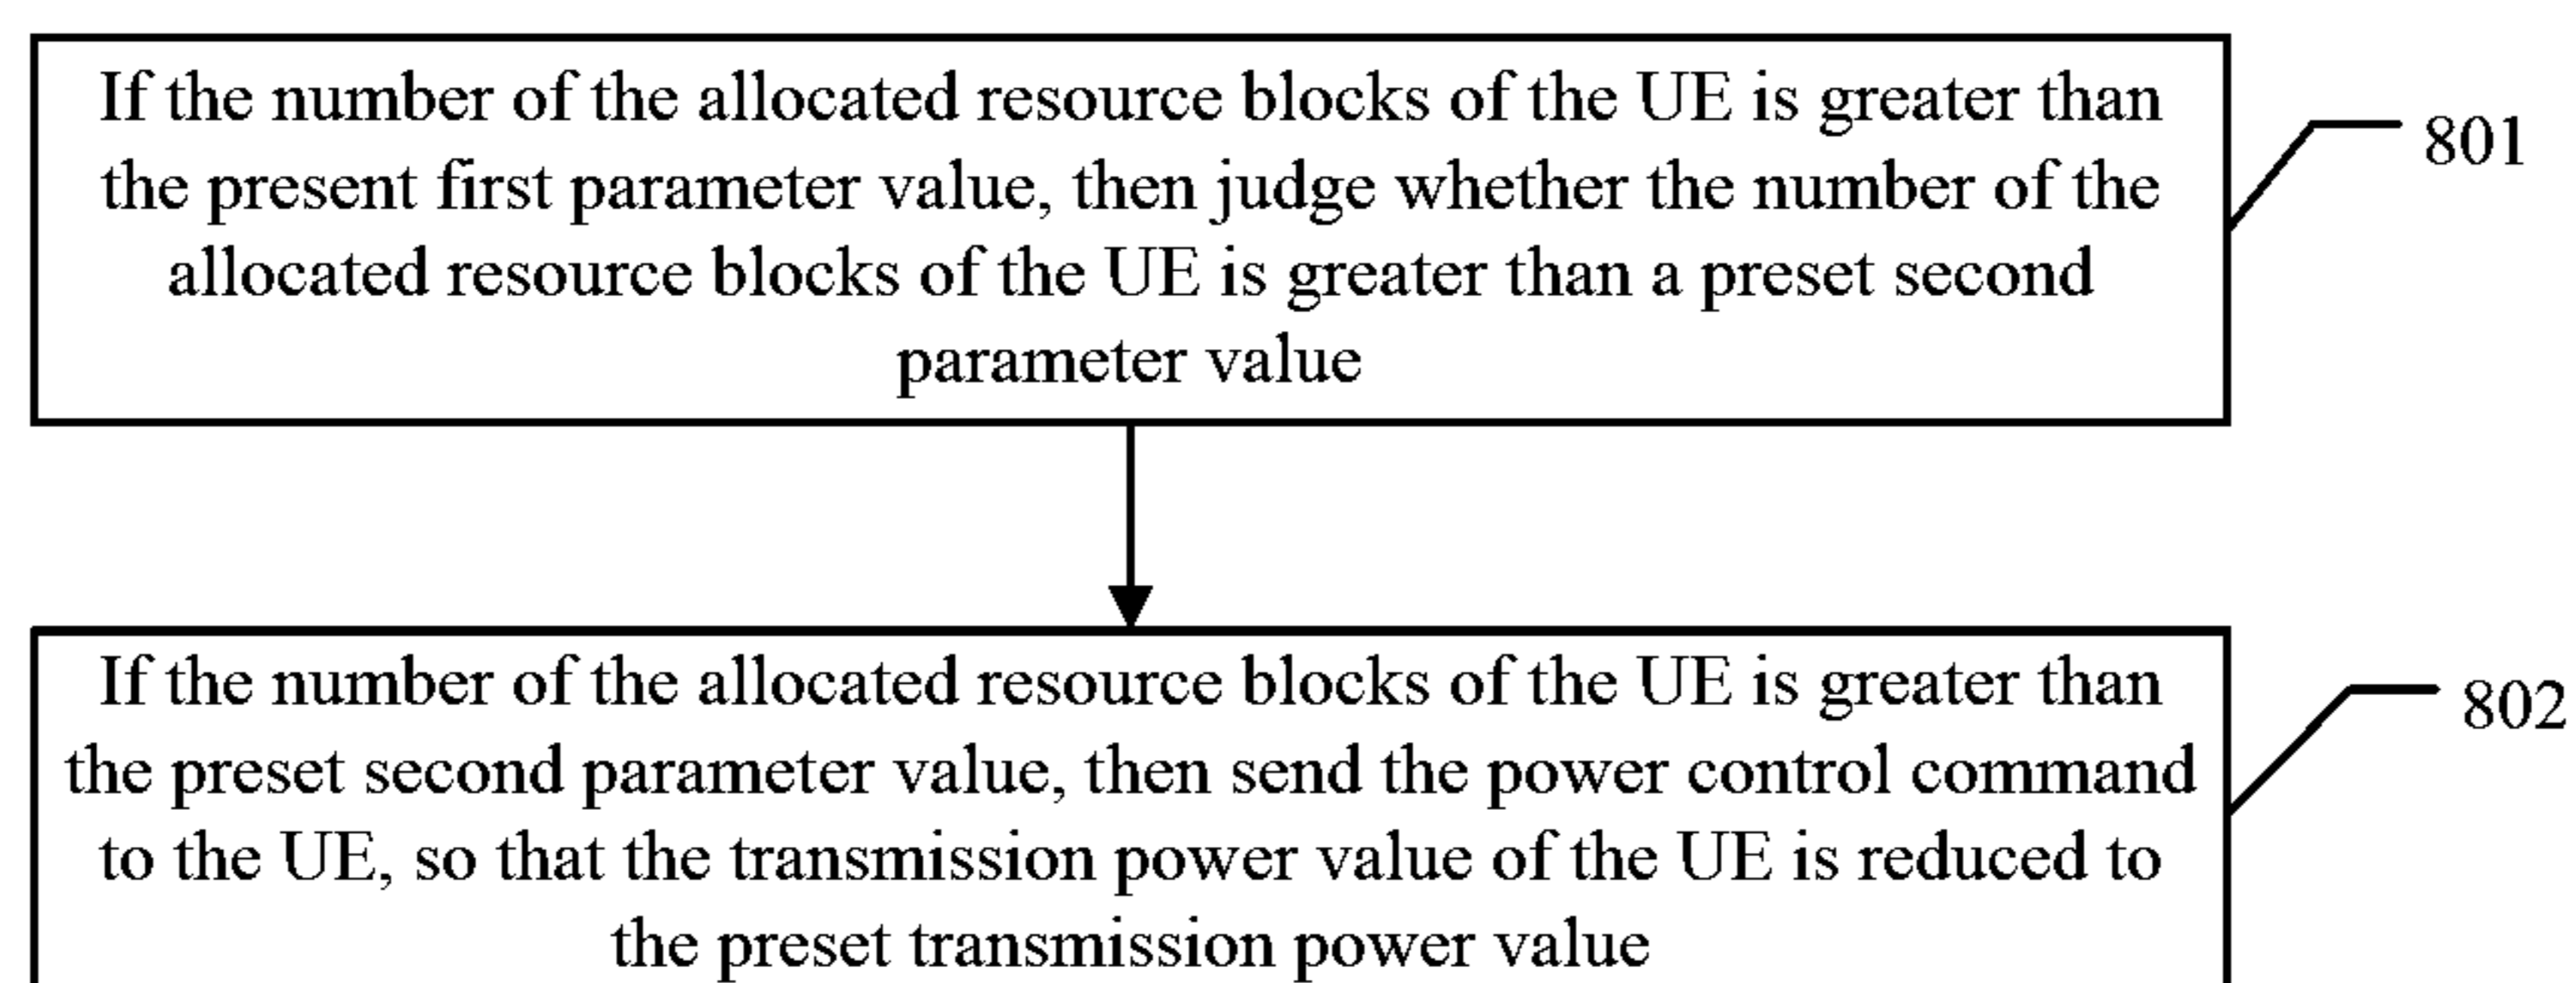 If the number of the allocated resource blocks of the UE is greater than
the present first parameter value, then judge whether the number of the
allocated resource blocks of the UE is greater than a preset second
parameter value
801
If the number of the allocated resource blocks of the UE is greater than
the preset second parameter value, then send the power control command
to the UE, so that the transmission power value of the UE is reduced to
the preset transmission power value
802